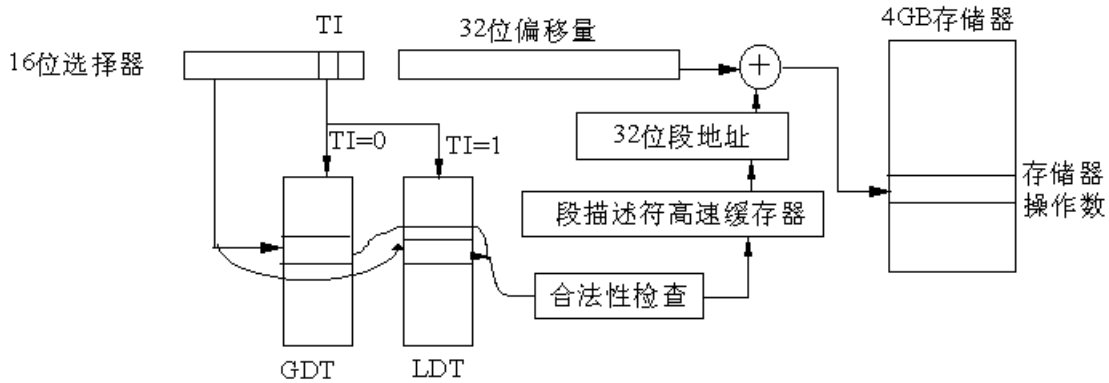 TI
32位偏移量
4GB存储器
16位选择器
TI=0
TI=1
32位段地址
段描述符高速缓存器
存储器
操作数
合法性检查
GDT
LDT